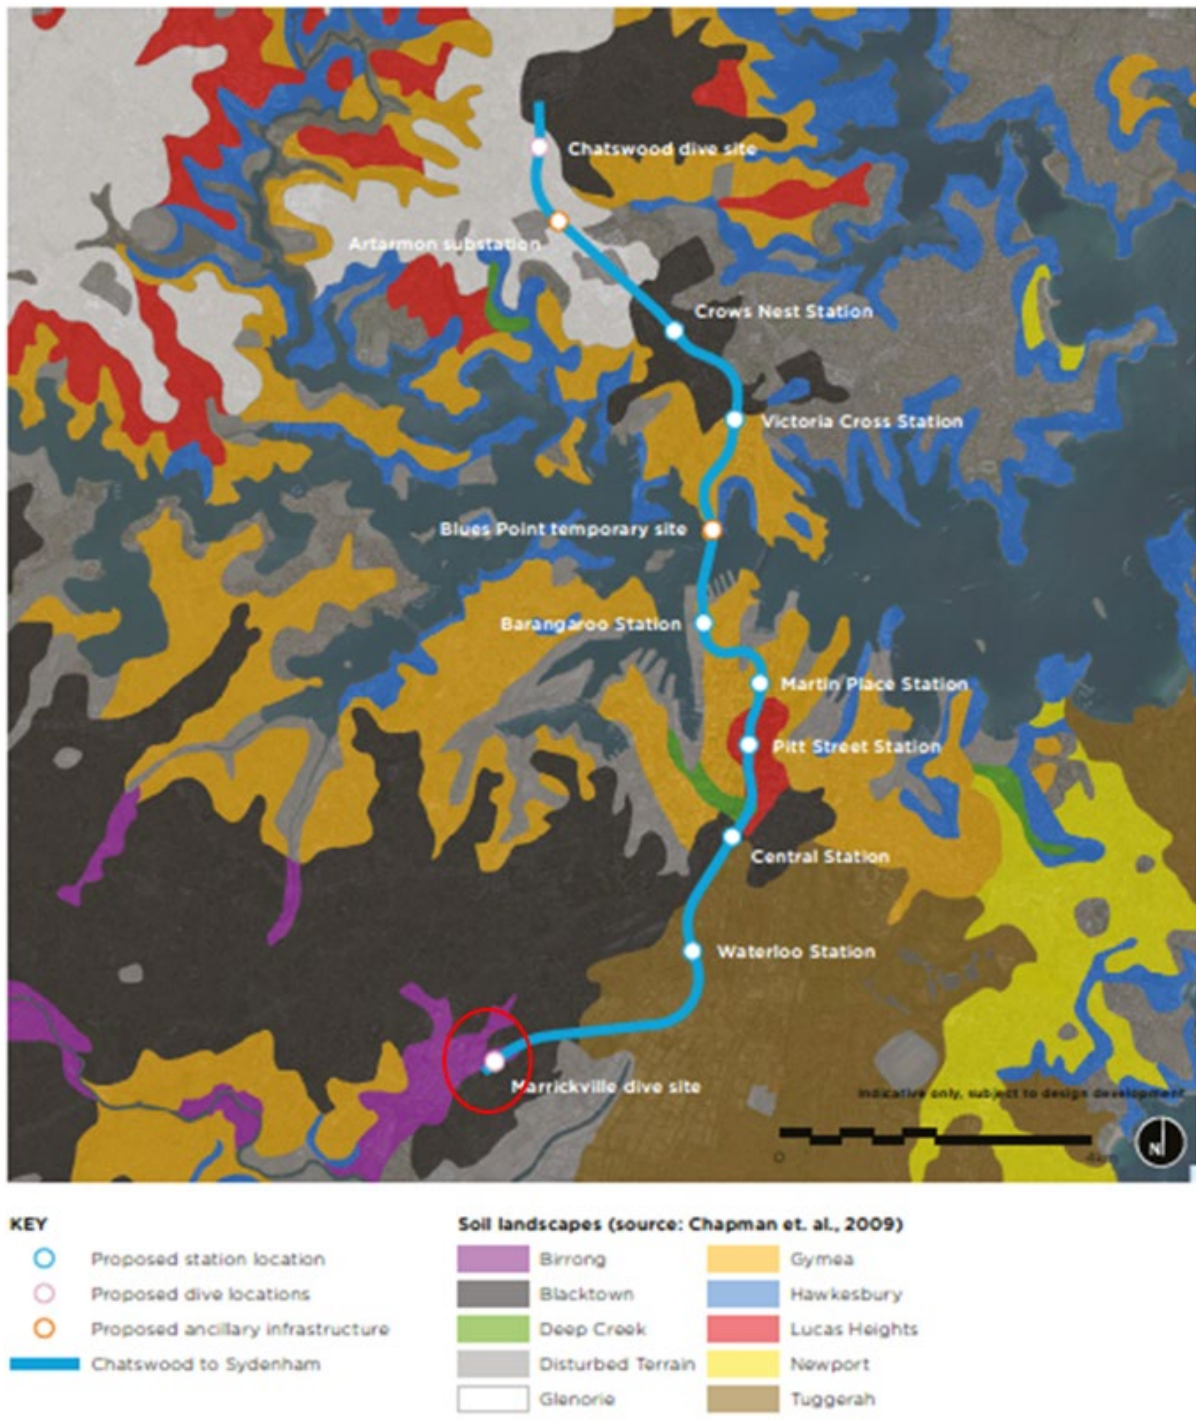 Chatswood dive site
Artarmon substation
Crows Nest Station
Victoria Cross Station
Blues Point temporary site
Barangaroo Station
Martin Place Station
Pitt Street Station
Central Station
Waterloo Station
Marrickville dive site
Indicative only, subject to design development
0 4km
N
KEY
Proposed station location
Proposed dive locations
Proposed ancillary infrastructure
Chatswood to Sydenham
Soil landscapes (source: Chapman et. al., 2009)
Birrong
Blacktown
Deep Creek
Disturbed Terrain
Glenorie
Gymea
Hawkesbury
Lucas Heights
Newport
Tuggerah